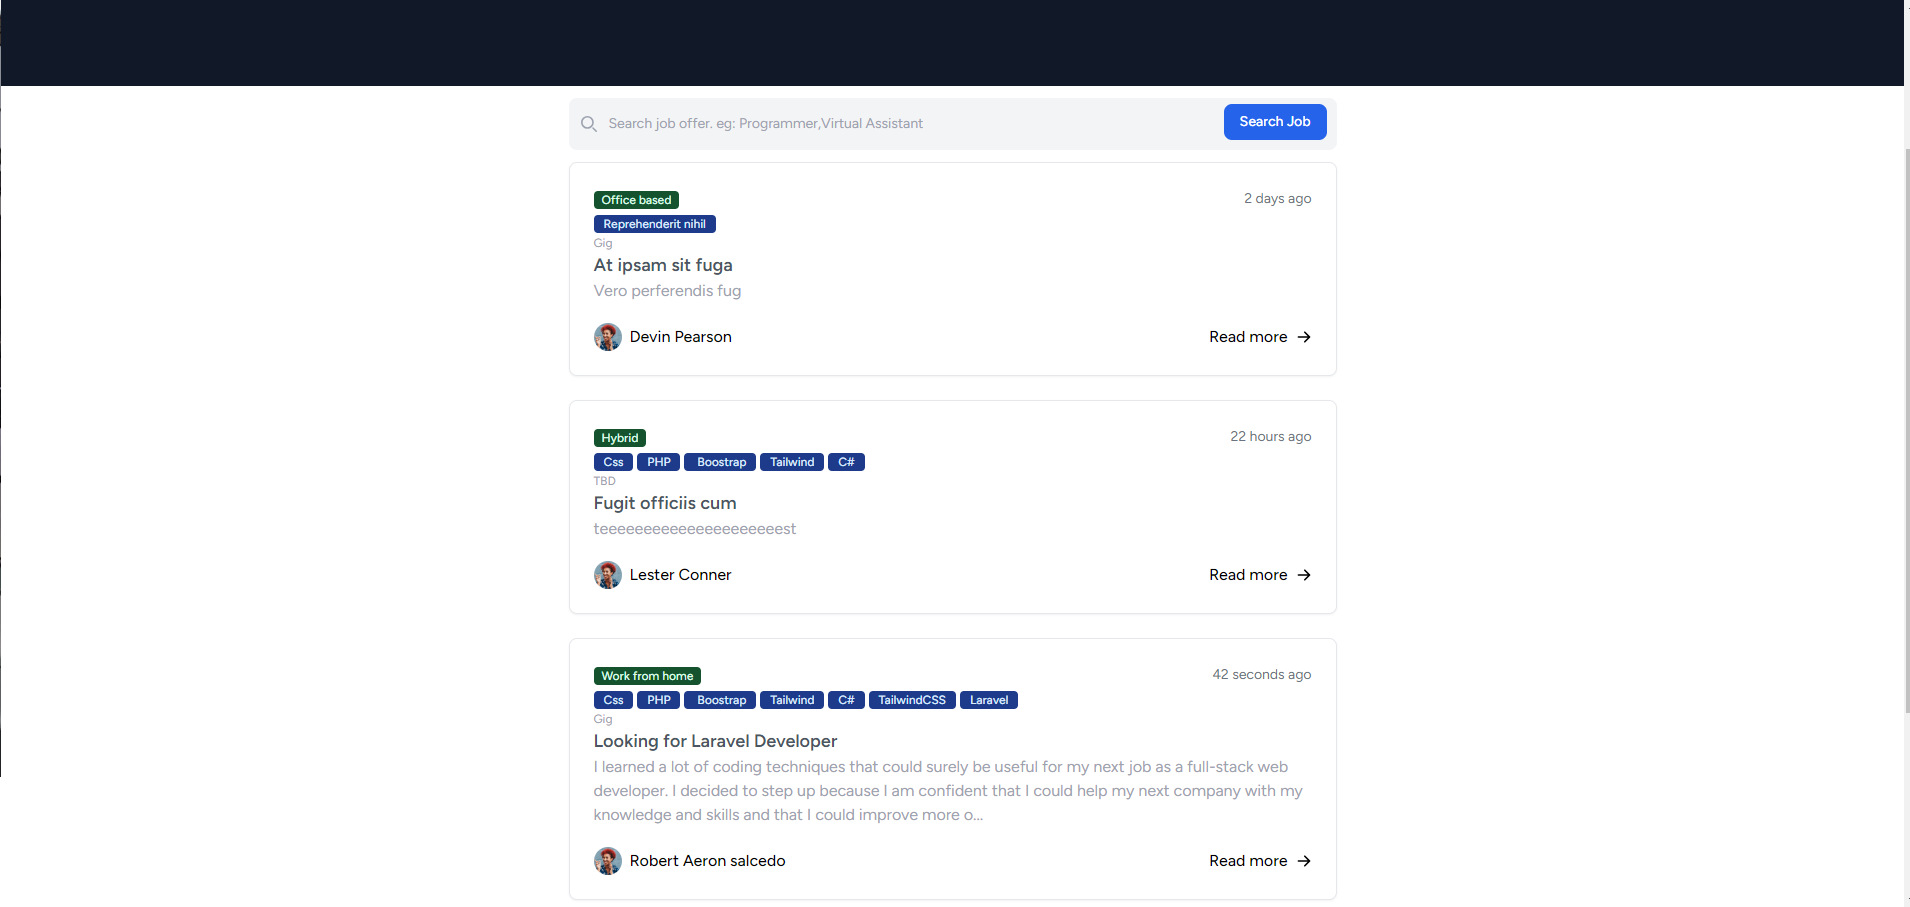 Search job offer. eg: Programmer,Virtual Assistant
Search Job
Office based
2 days ago
Reprehenderit nihil
Gig
At ipsam sit fuga
Vero perferendis fug
Devin Pearson
Read more
Hybrid
22 hours ago
Css PHP Boostrap Tailwind C#
TBD
Fugit officiis cum
teeeeeeeeeeeeeeeeeeeeest
Lester Conner
Read more
Work from home
42 seconds ago
Css PHP Boostrap Tailwind C# TailwindCSS Laravel
Gig
Looking for Laravel Developer
I learned a lot of coding techniques that could surely be useful for my next job as a full-stack web
developer. I decided to step up because I am confident that I could help my next company with my
knowledge and skills and that I could improve more o...
Robert Aeron salcedo
Read more